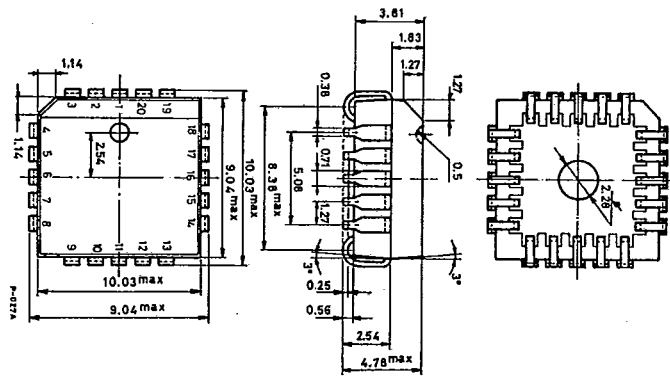 1,14
3 2 1 20 19
4 18
5 17
6 16
7 15
8 14
9 10 11 12 13
1,14
2.54
9.04max
10.03max
10.03max
9.04max
P-027A
3.61
1.63
1.27
1.27
0.38
0.71
1.27
5.08
8.38max
0.5
3°
3°
0.25
0.56
2.54
4.78max
2.28